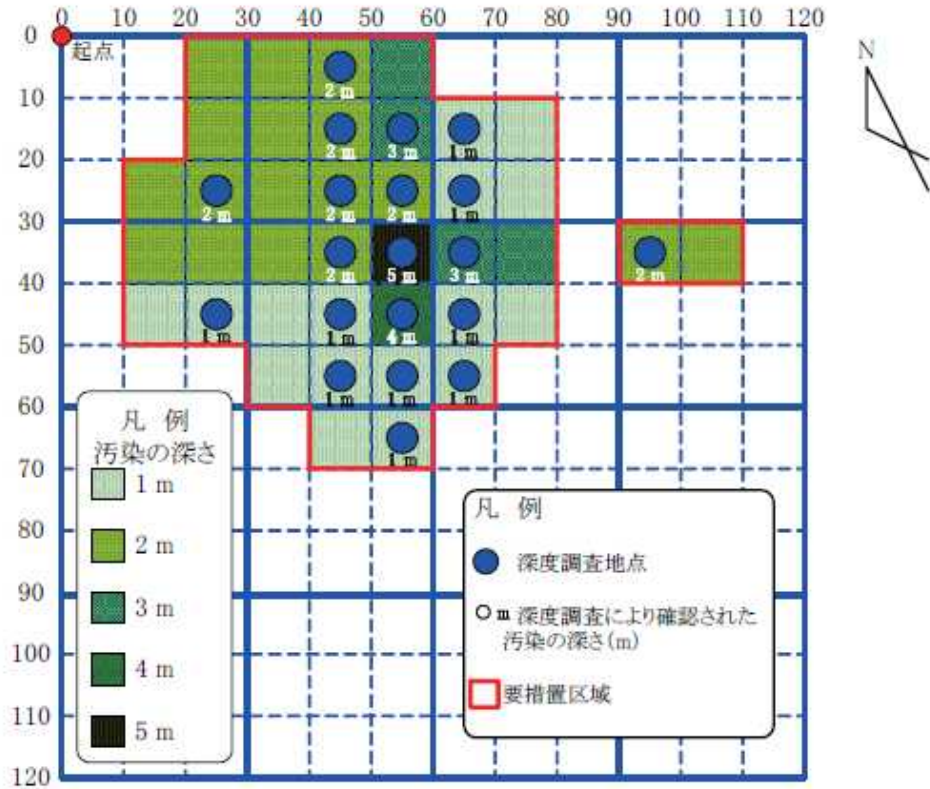 0 10 20 30 40 50 60 70 80 90 100 110 120
0
起点
N
2 m
10
2 m 3 m 1 m
20
2 m 2 m 2 m 1 m
30
2 m 5 m 3 m 2 m
40
1 m 1 m 4 m 1 m
50
1 m 1 m 1 m
60
1 m
70
80
90
100
110
120
凡 例
汚染の深さ
1 m
2 m
3 m
4 m
5 m
凡 例
深度調査地点
○ m 深度調査により確認された
汚染の深さ(m)
要措置区域